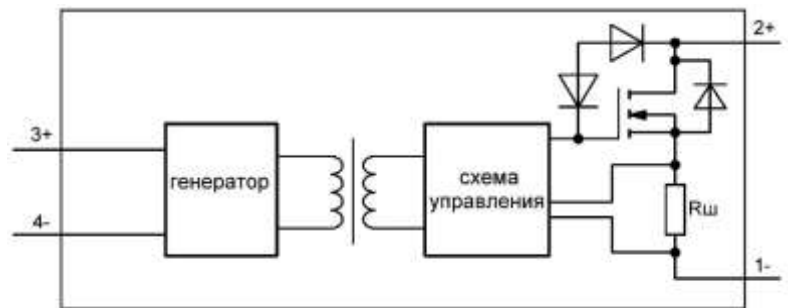 2+
3+
генератор
схема
управления
Rш
4-
1-